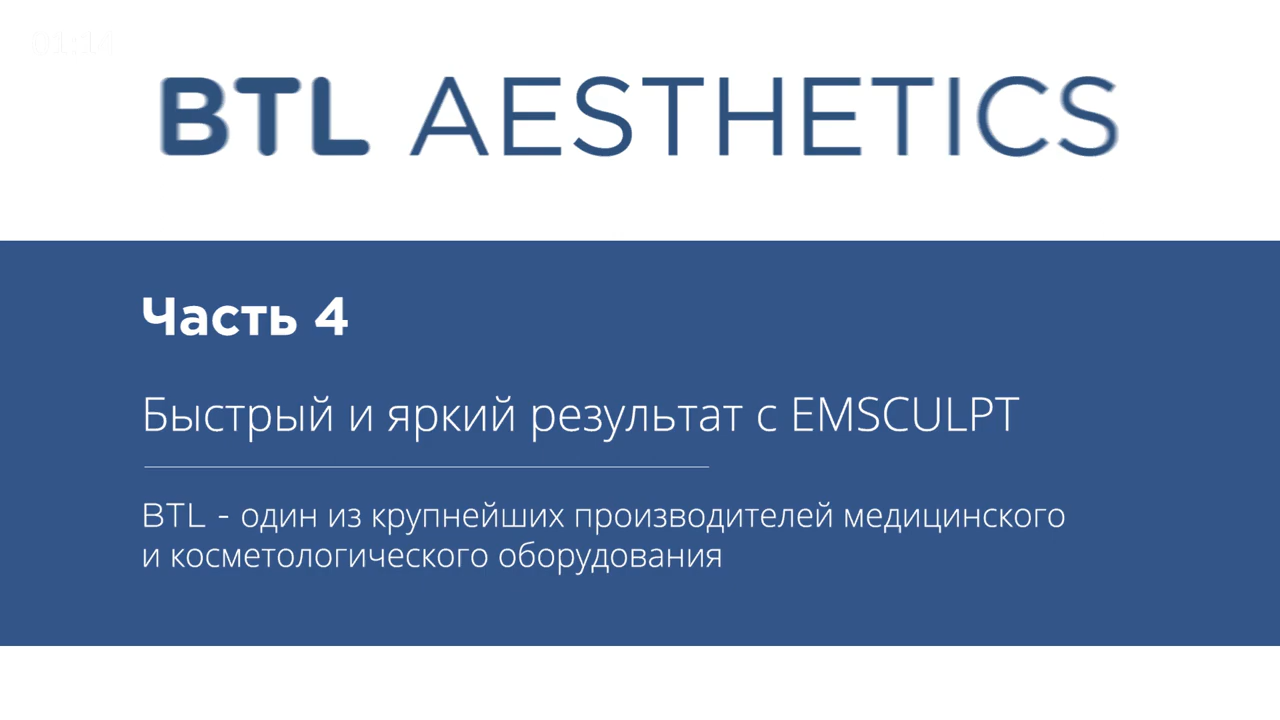 BTL AESTHETICS
Часть 4
Быстрый и яркий результат с EMSCULPT
BTL - один из крупнейших производителей медицинского
и косметологического оборудования